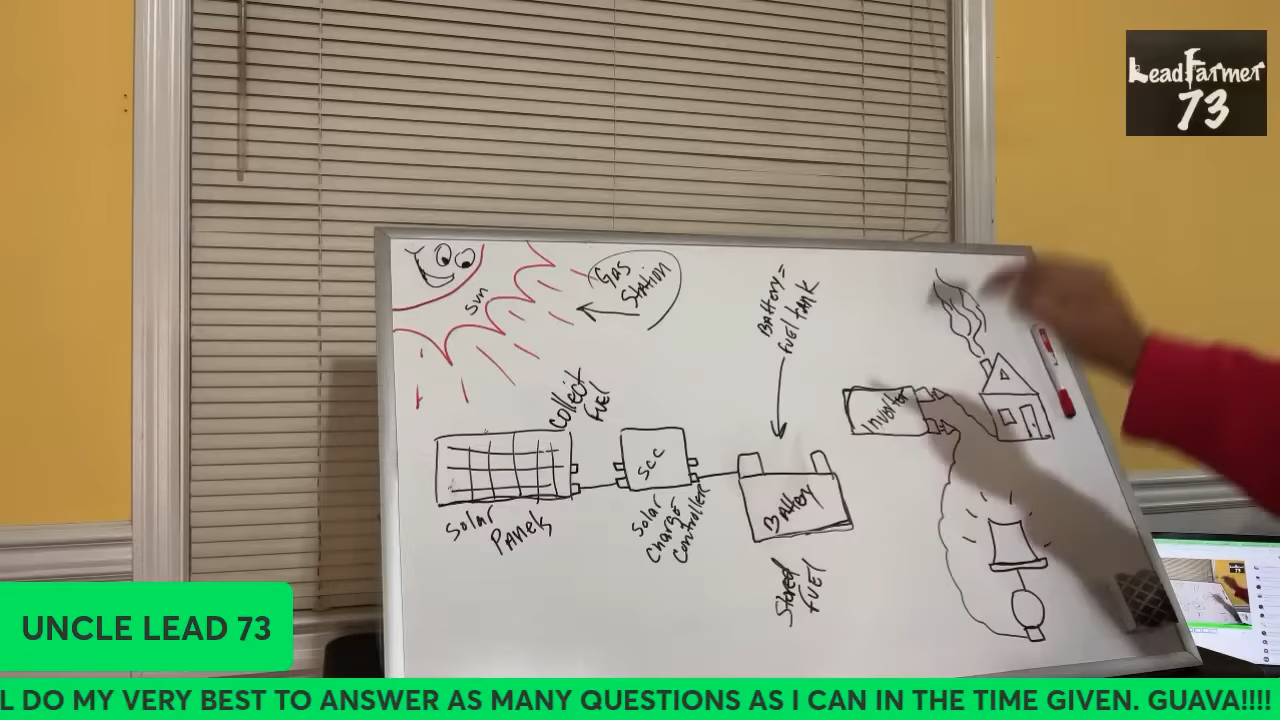 LeadFarmer
73
Sun
Gas
Station
Battery =
Fuel Tank
Collect
Fuel
Inverter
SCC
Battery
Solar
Panels
Solar
Charge
Controller
Stored
Fuel
UNCLE LEAD 73
L DO MY VERY BEST TO ANSWER AS MANY QUESTIONS AS I CAN IN THE TIME GIVEN. GUAVA!!!!